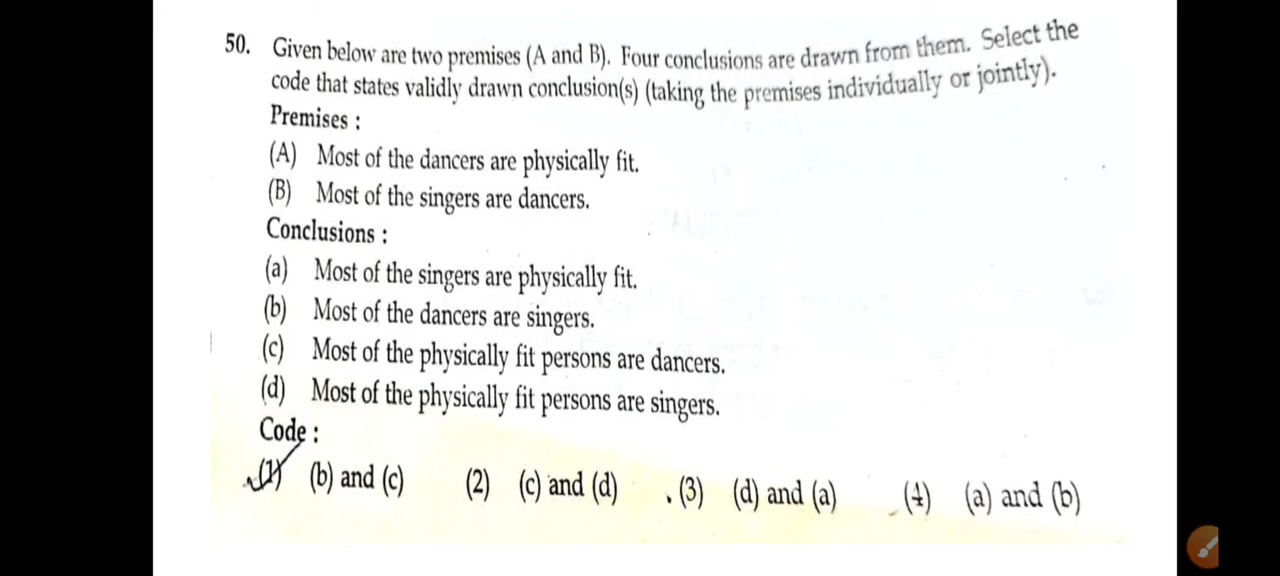 50. Given below are two premises (A and B). Four conclusions are drawn from them. Select the
code that states validly drawn conclusion(s) (taking the premises individually or jointly).
Premises :
(A) Most of the dancers are physically fit.
(B) Most of the singers are dancers.
Conclusions :
(a) Most of the singers are physically fit.
(b) Most of the dancers are singers.
(c) Most of the physically fit persons are dancers.
(d) Most of the physically fit persons are singers.
Code :
(1) (b) and (c) (2) (c) and (d) (3) (d) and (a) (4) (a) and (b)